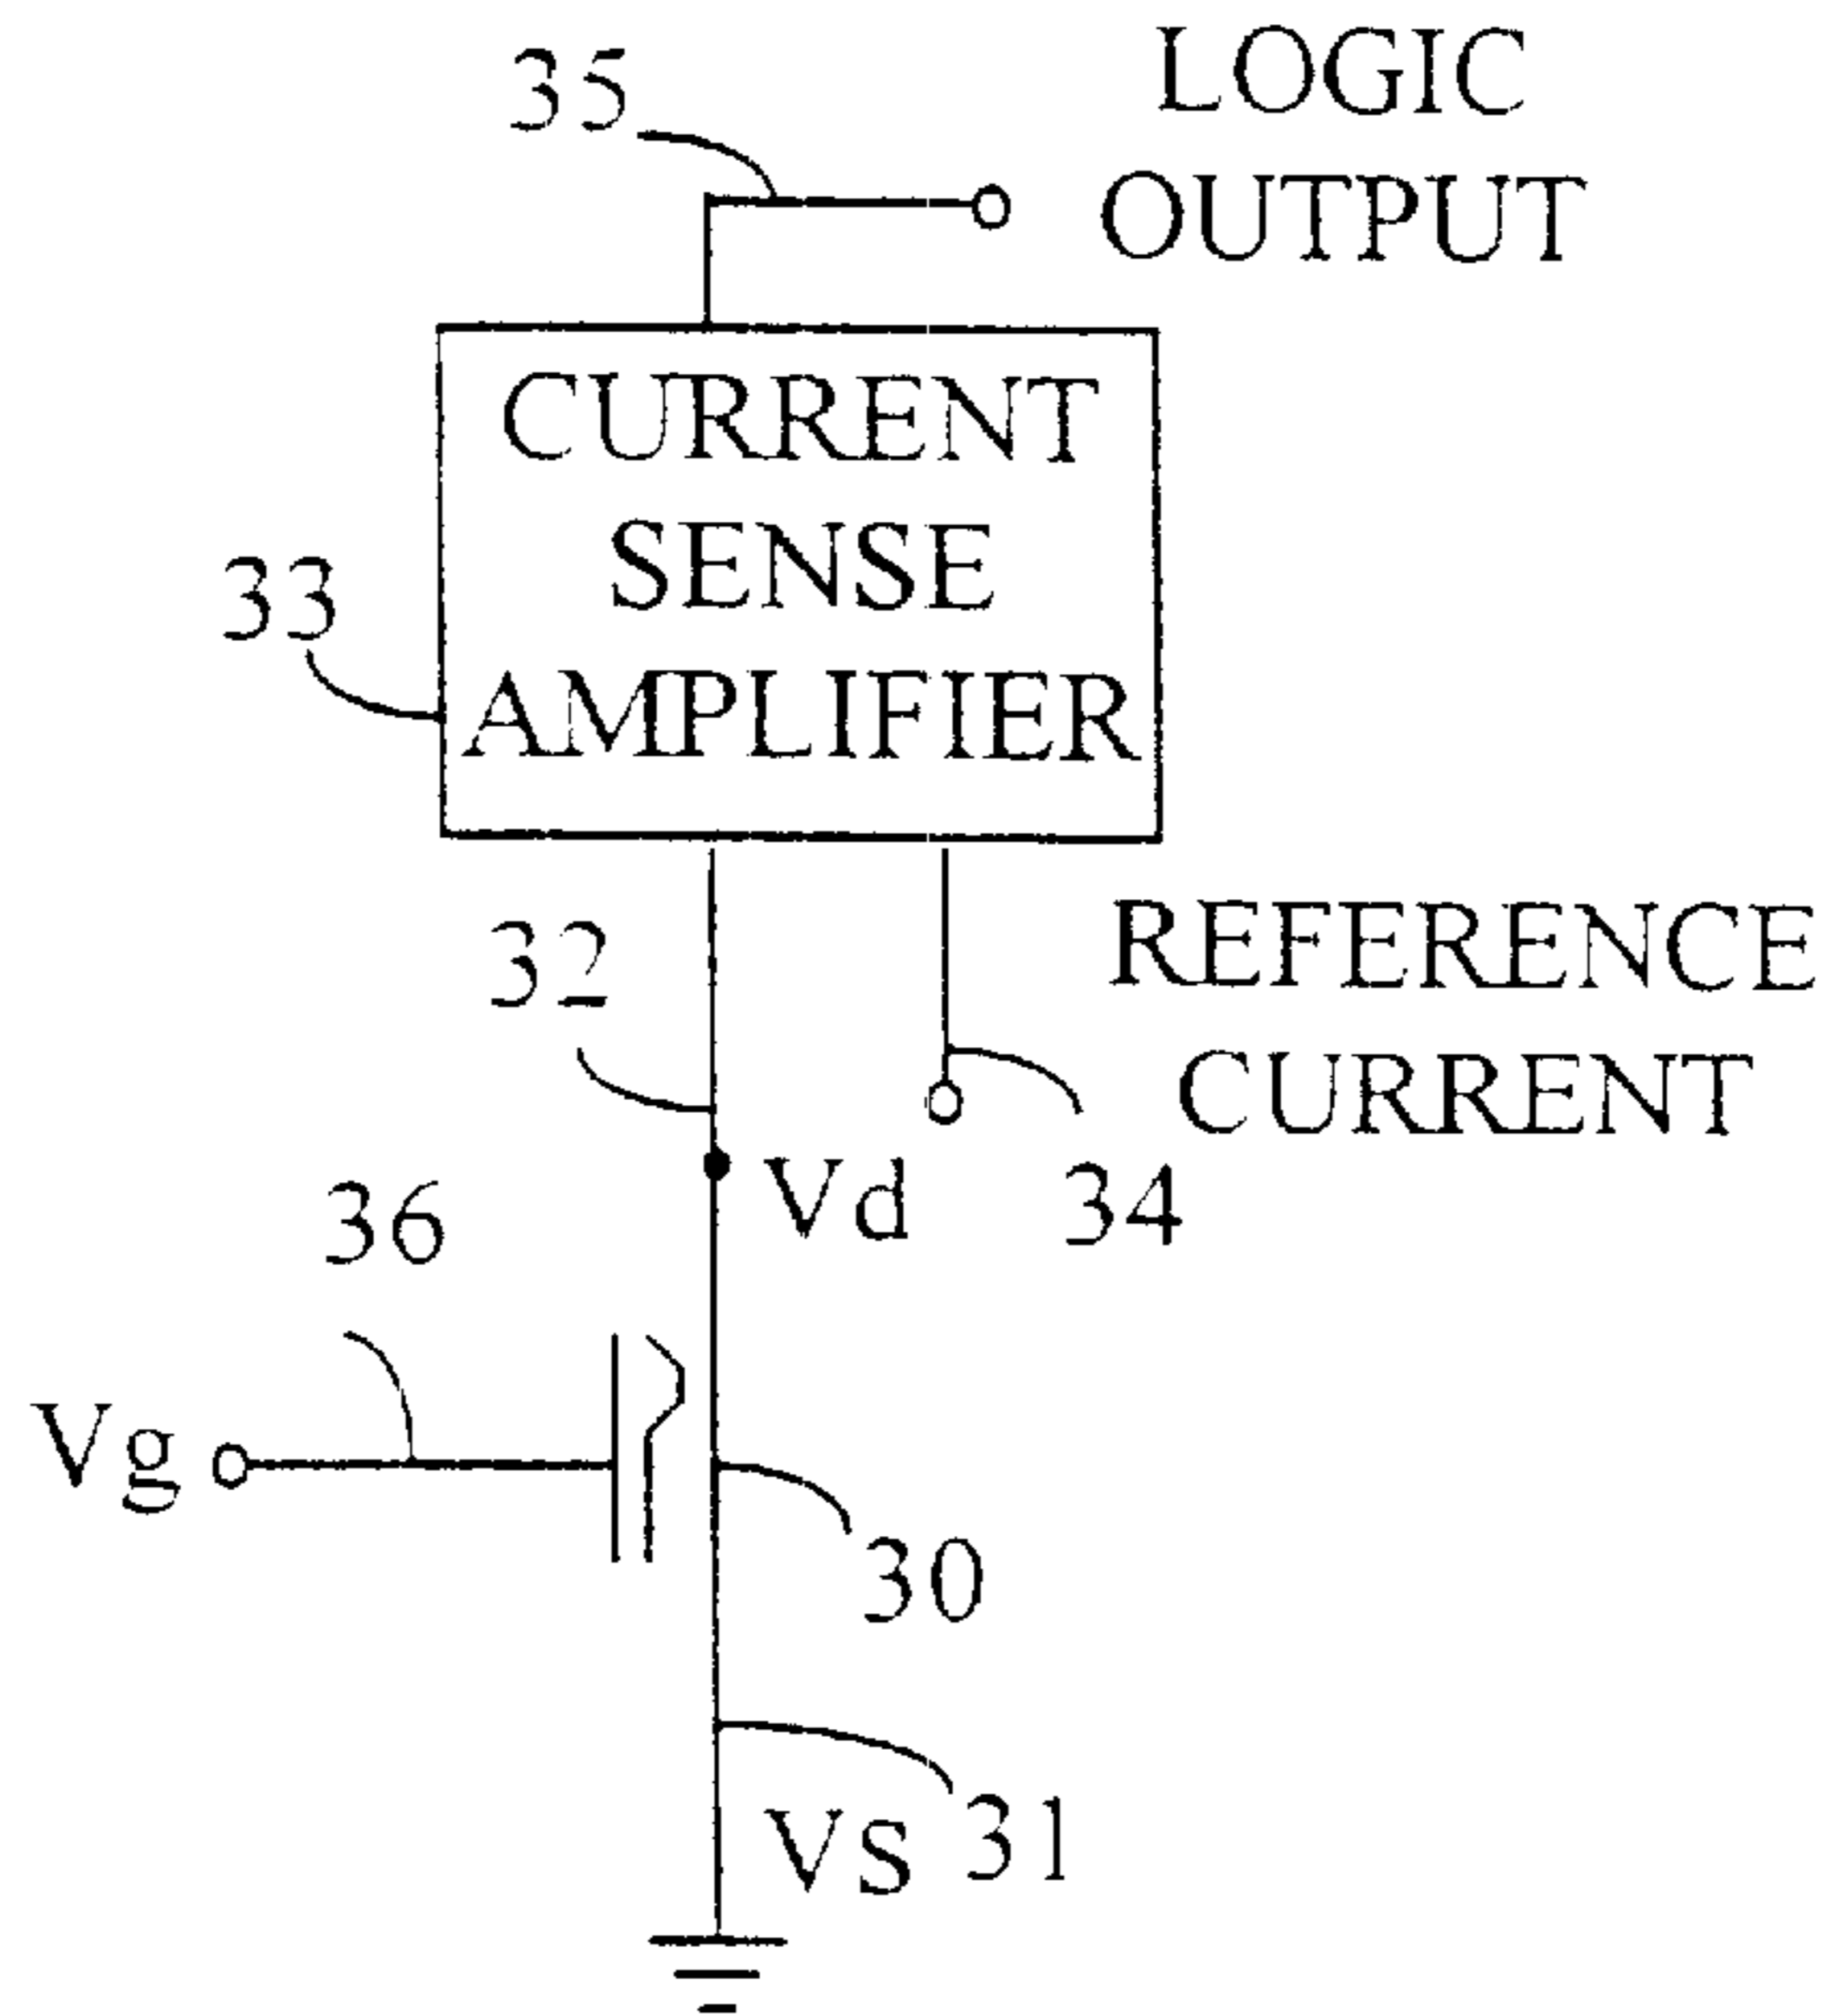 35
LOGIC
OUTPUT
CURRENT
SENSE
AMPLIFIER
33
32
REFERENCE
CURRENT
Vd
34
36
Vg
30
VS
31